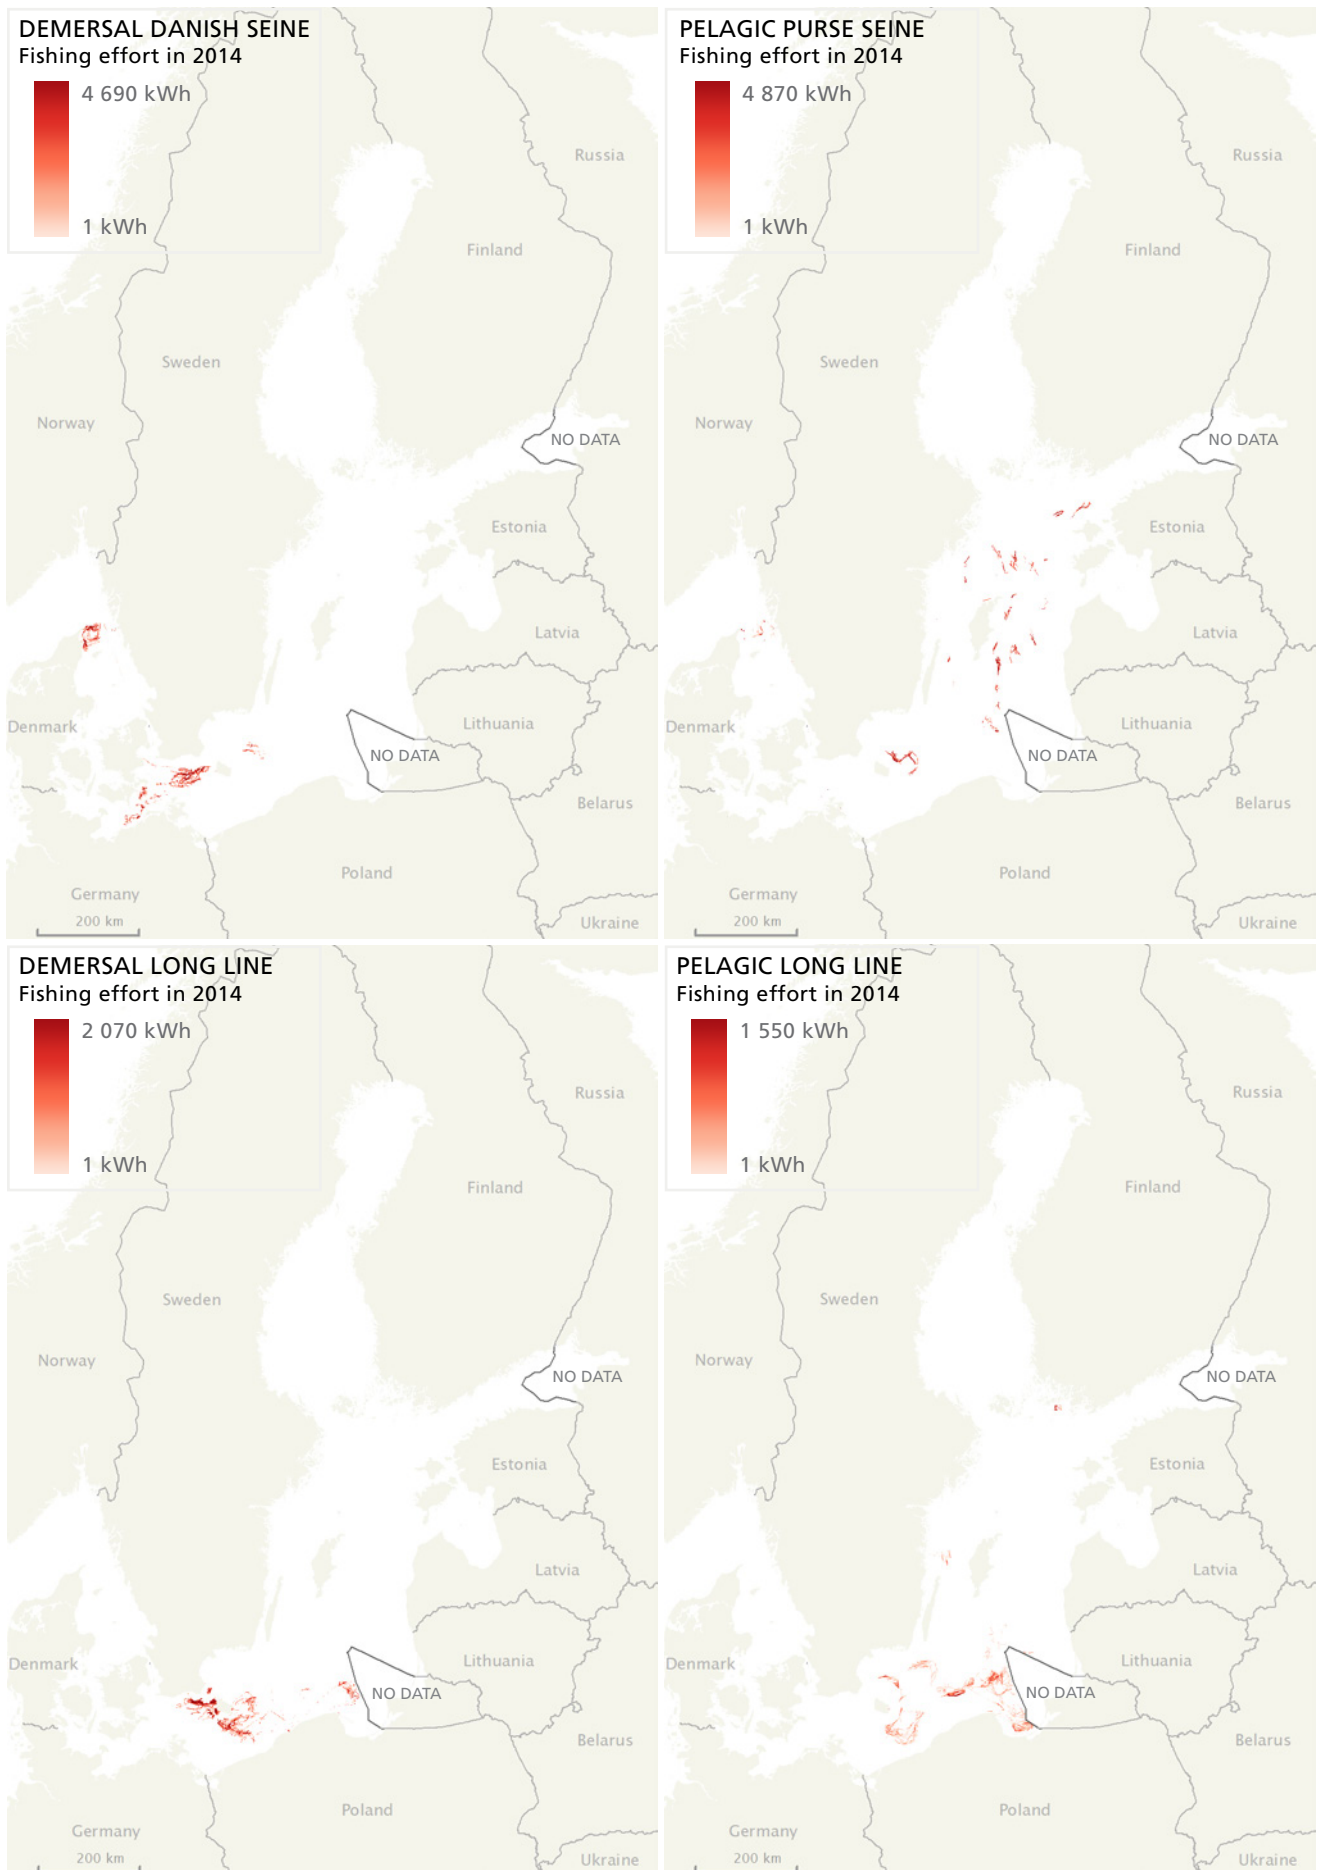 DEMERSAL DANISH SEINE
Fishing effort in 2014
4 690 kWh
1 kWh
Russia
Finland
Sweden
Norway
NO DATA
Estonia
Latvia
Denmark
Lithuania
NO DATA
Belarus
Poland
Germany
200 km
Ukraine
PELAGIC PURSE SEINE
Fishing effort in 2014
4 870 kWh
1 kWh
Russia
Finland
Sweden
Norway
NO DATA
Estonia
Latvia
Denmark
Lithuania
NO DATA
Belarus
Poland
Germany
200 km
Ukraine
DEMERSAL LONG LINE
Fishing effort in 2014
2 070 kWh
1 kWh
Russia
Finland
Sweden
Norway
NO DATA
Estonia
Latvia
Denmark
Lithuania
NO DATA
Belarus
Poland
Germany
200 km
Ukraine
PELAGIC LONG LINE
Fishing effort in 2014
1 550 kWh
1 kWh
Russia
Finland
Sweden
Norway
NO DATA
Estonia
Latvia
Denmark
Lithuania
NO DATA
Belarus
Poland
Germany
200 km
Ukraine